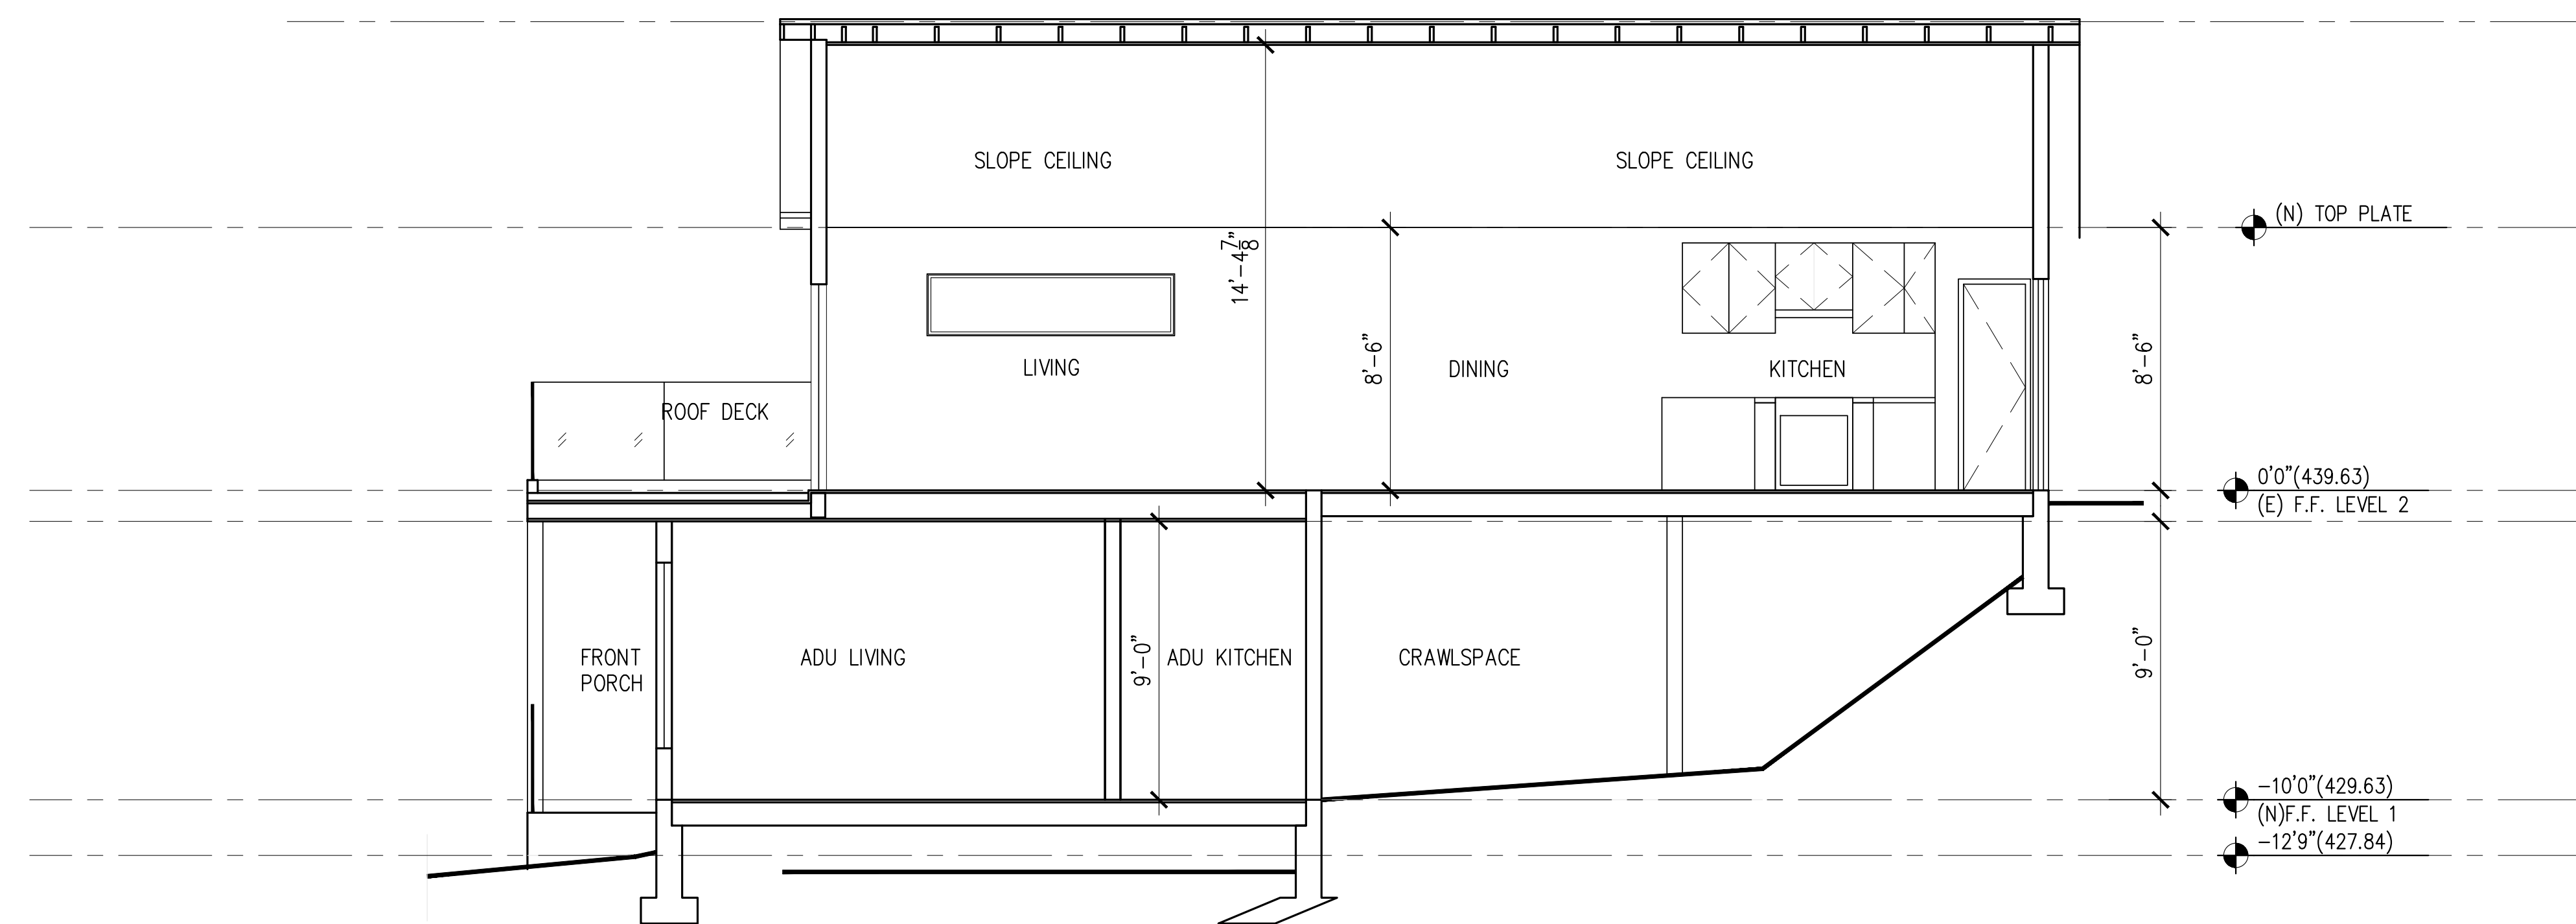 SLOPE CEILING
SLOPE CEILING
(N) TOP PLATE
14'-4 7/8"
8'-6"
8'-6"
LIVING
DINING
KITCHEN
ROOF DECK
0'0"(439.63)
(E) F.F. LEVEL 2
FRONT
PORCH
ADU LIVING
9'-0"
ADU KITCHEN
CRAWLSPACE
9'-0"
-10'0"(429.63)
(N)F.F. LEVEL 1
-12'9"(427.84)